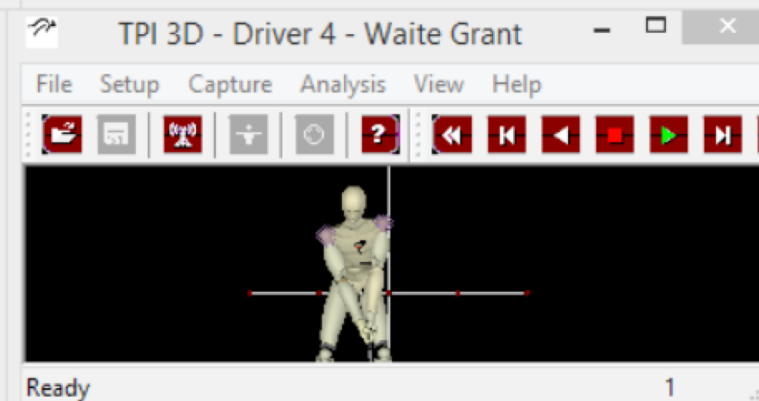 TPI 3D - Driver 4 - Waite Grant
File Setup Capture Analysis View Help
?
Ready 1